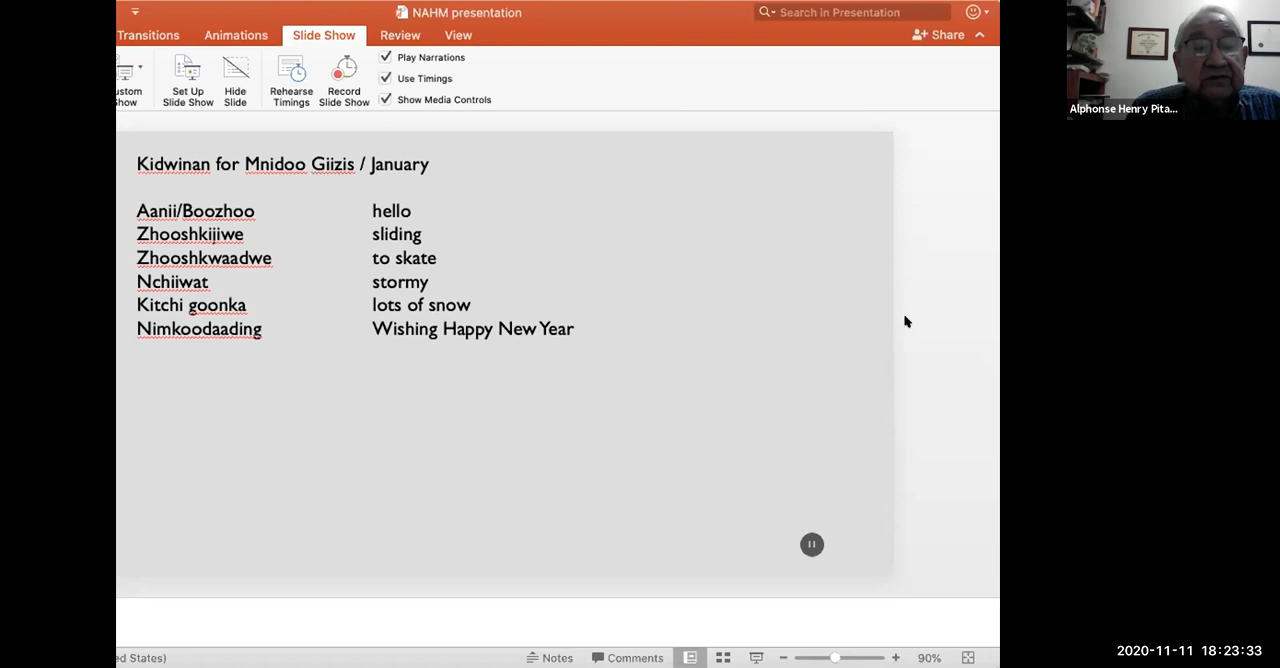 NAHM presentation
Search in Presentation
Transitions Animations Slide Show Review View
Share
ustom Show
Set Up Slide Show
Hide Slide
Rehearse Timings
Record Slide Show
Play Narrations
Use Timings
Show Media Controls
Alphonse Henry Pita...
Kidwinan for Mnidoo Giizis / January
Aanii/Boozhoo hello
Zhooshkijiwe sliding
Zhooshkwaadwe to skate
Nchiiwat stormy
Kitchi goonka lots of snow
Nimkoodaading Wishing Happy New Year
ed States) Notes Comments 90%
2020-11-11 18:23:33